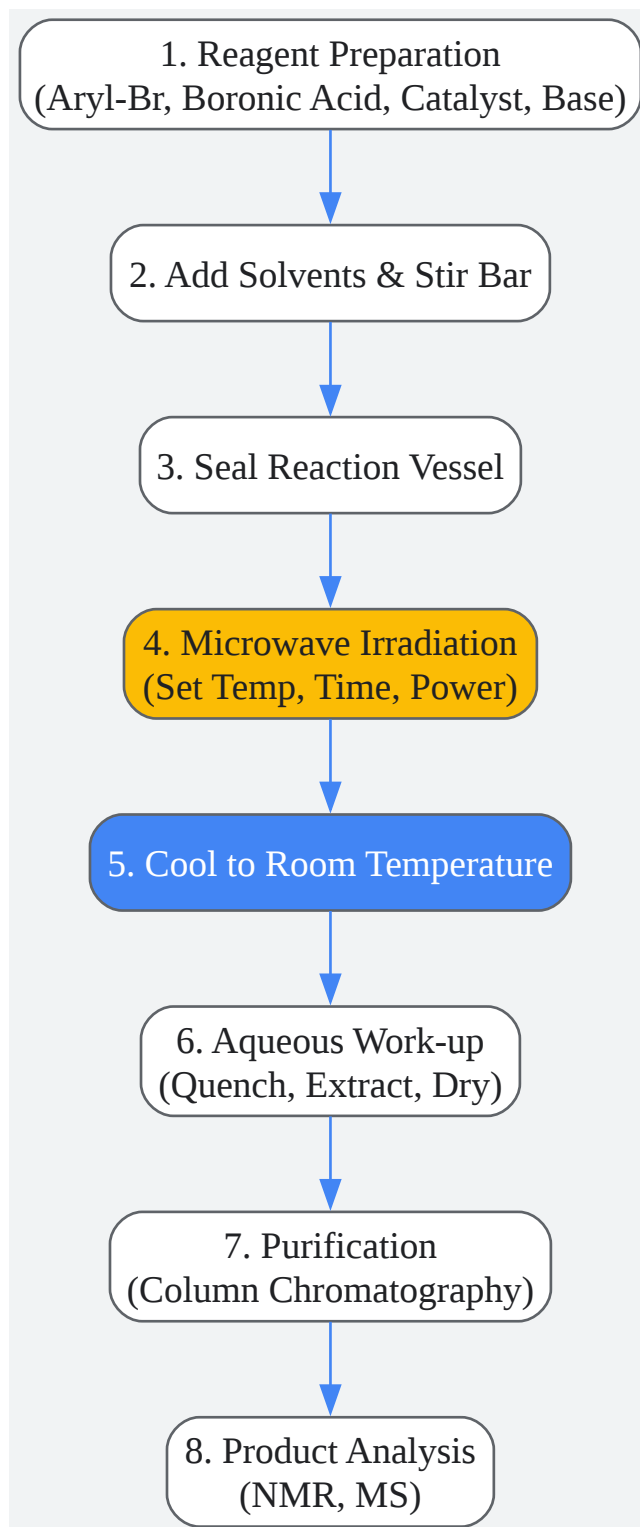 1. Reagent Preparation
(Aryl-Br, Boronic Acid, Catalyst, Base)
2. Add Solvents & Stir Bar
3. Seal Reaction Vessel
4. Microwave Irradiation
(Set Temp, Time, Power)
5. Cool to Room Temperature
6. Aqueous Work-up
(Quench, Extract, Dry)
7. Purification
(Column Chromatography)
8. Product Analysis
(NMR, MS)